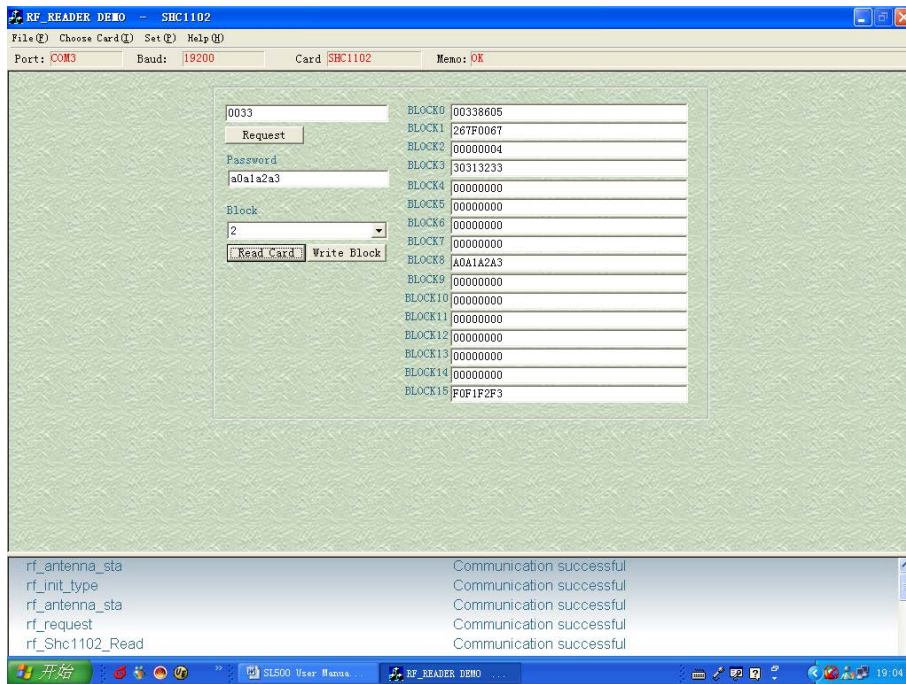 RF_READER DEMO - SHC1102
File(F) Choose Card(I) Set(P) Help(H)
Port: COM3 Baud: 19200 Card SHC1102 Memo: OK
0033
Request
Password
a0a1a2a3
Block
2
Read Card Write Block
BLOCK0 00338605
BLOCK1 267F0067
BLOCK2 00000004
BLOCK3 30313233
BLOCK4 00000000
BLOCK5 00000000
BLOCK6 00000000
BLOCK7 00000000
BLOCK8 A0A1A2A3
BLOCK9 00000000
BLOCK10 00000000
BLOCK11 00000000
BLOCK12 00000000
BLOCK13 00000000
BLOCK14 00000000
BLOCK15 F0F1F2F3
rf_antenna_sta Communication successful
rf_init_type Communication successful
rf_antenna_sta Communication successful
rf_request Communication successful
rf_Shc1102_Read Communication successful
开始 SL500 User Manua... RF_READER DEMO ... 19:04